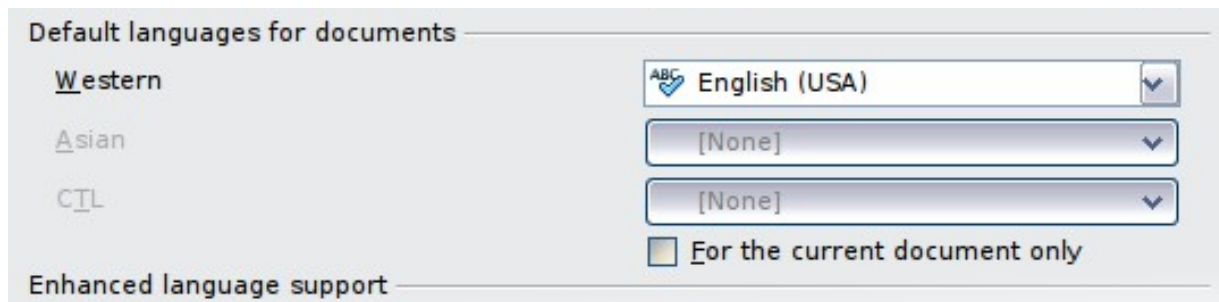 Default languages for documents
Western ABC English (USA)
Asian [None]
CTL [None]
For the current document only
Enhanced language support